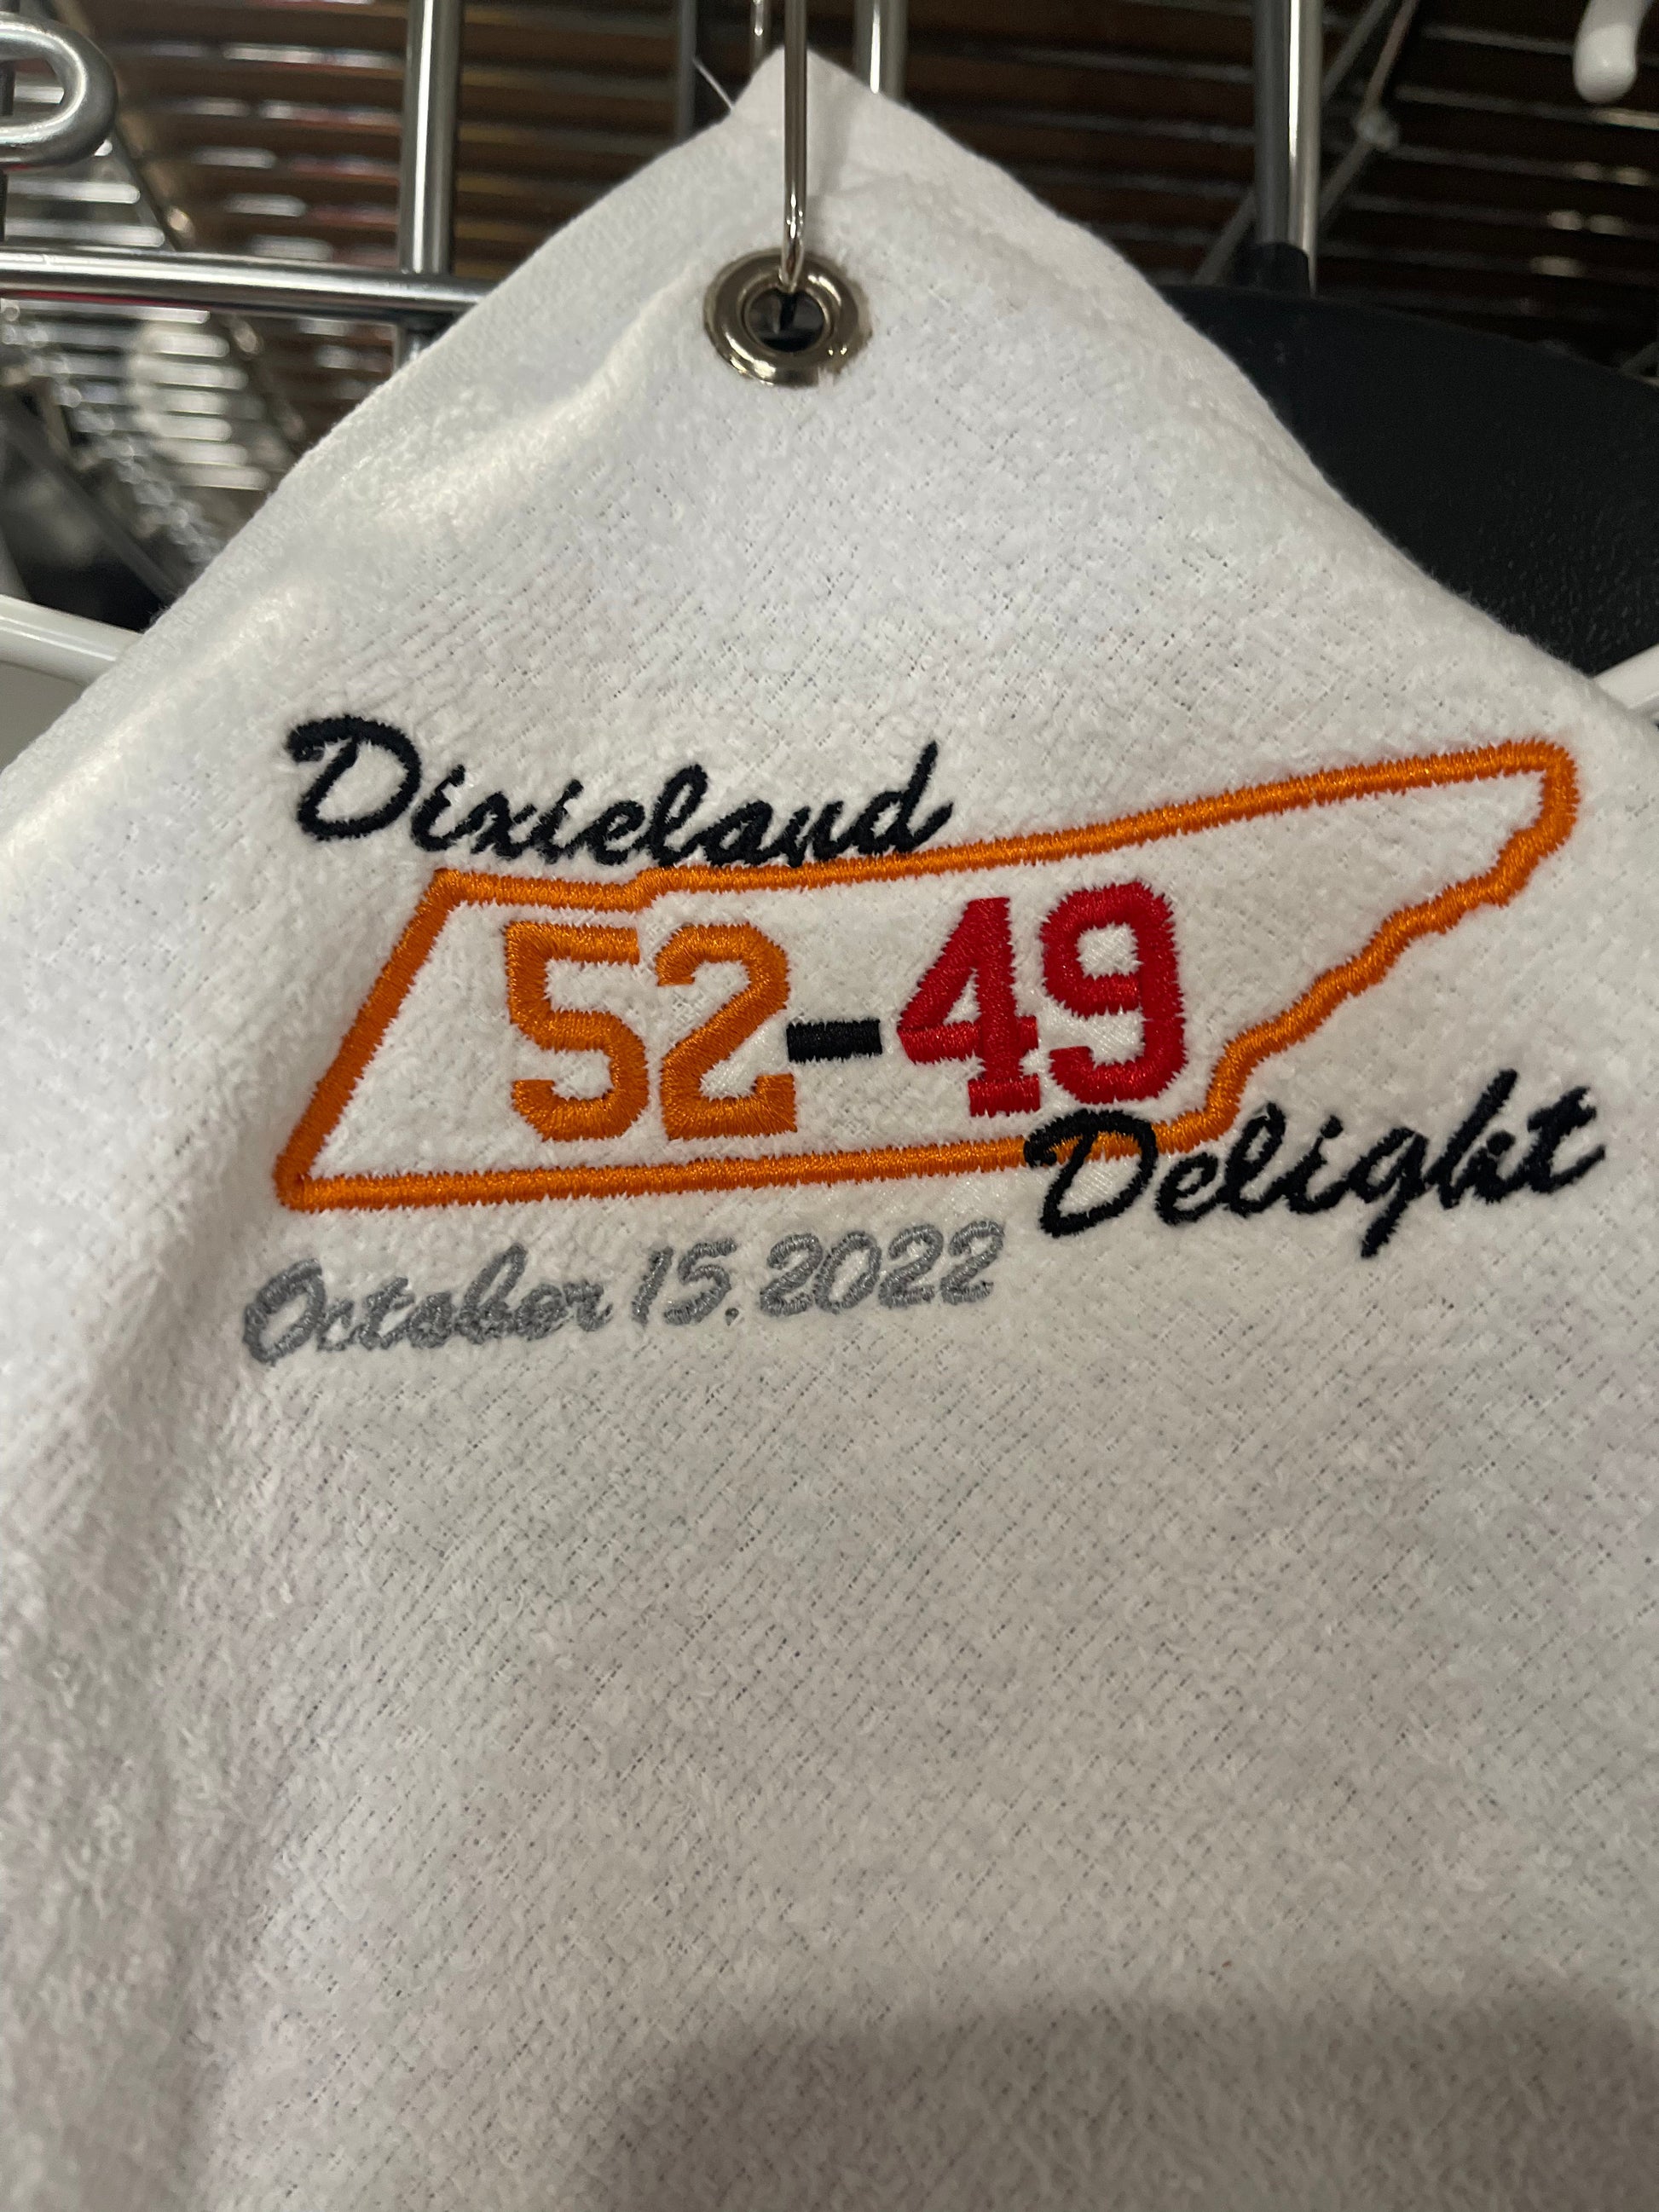 Dixieland
52-49
Delight
October 15, 2022